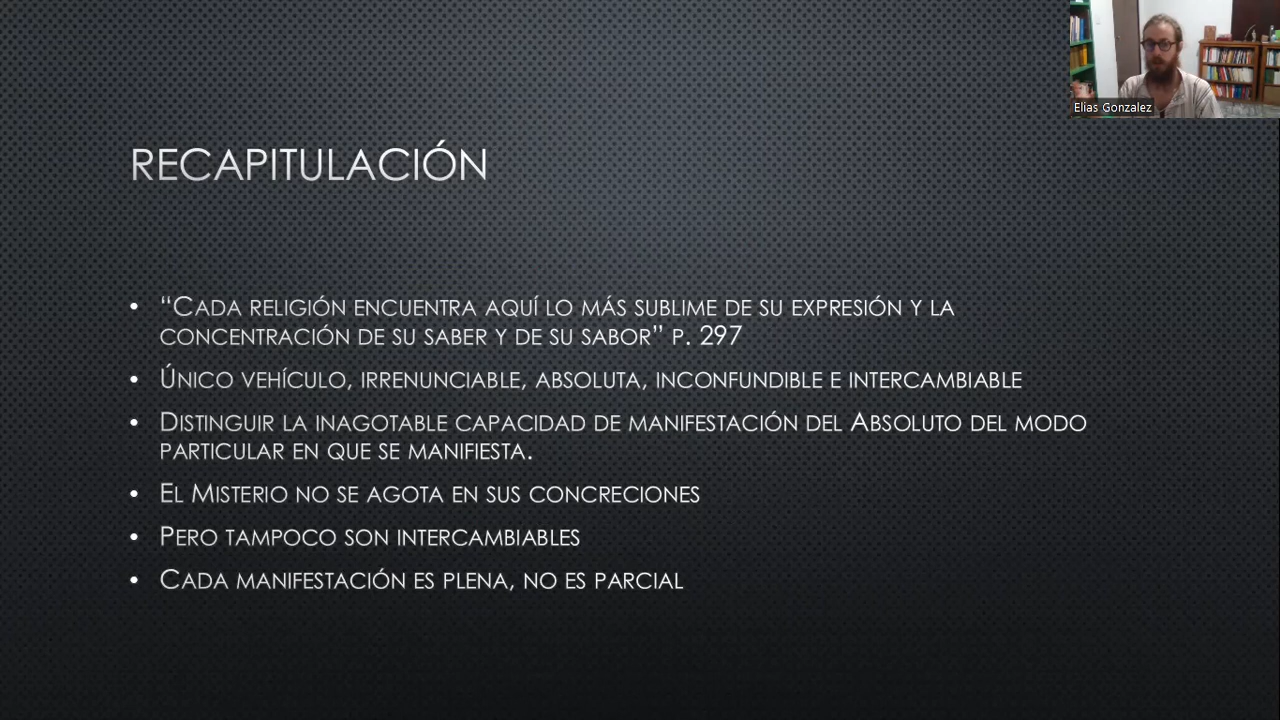 Elías Gonzalez
RECAPITULACIÓN
• “CADA RELIGIÓN ENCUENTRA AQUÍ LO MÁS SUBLIME DE SU EXPRESIÓN Y LA
CONCENTRACIÓN DE SU SABER Y DE SU SABOR” P. 297
• ÚNICO VEHÍCULO, IRRENUNCIABLE, ABSOLUTA, INCONFUNDIBLE E INTERCAMBIABLE
• DISTINGUIR LA INAGOTABLE CAPACIDAD DE MANIFESTACIÓN DEL ABSOLUTO DEL MODO
PARTICULAR EN QUE SE MANIFIESTA.
• EL MISTERIO NO SE AGOTA EN SUS CONCRECIONES
• PERO TAMPOCO SON INTERCAMBIABLES
• CADA MANIFESTACIÓN ES PLENA, NO ES PARCIAL